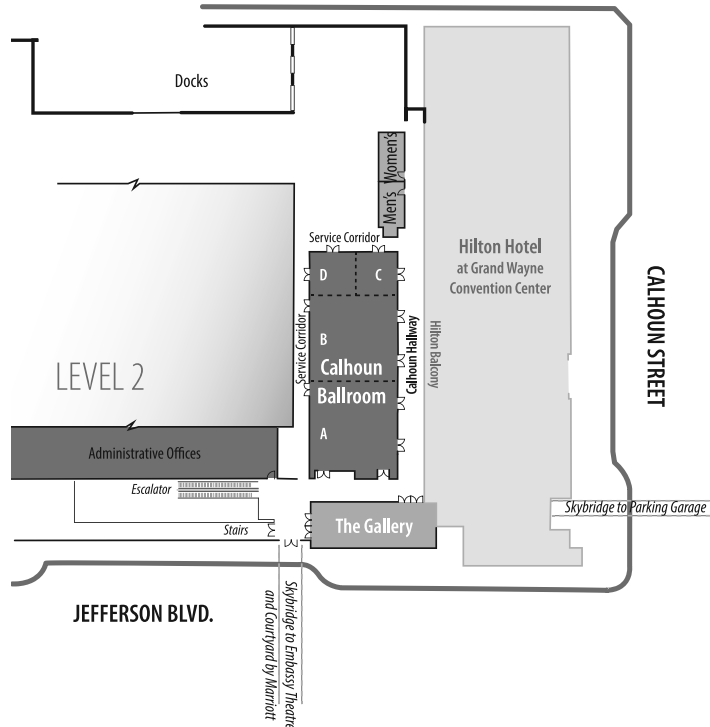 Docks
Women's
Men's
Service Corridor
D
C
Hilton Hotel
at Grand Wayne
Convention Center
CALHOUN STREET
Service Corridor
B
Calhoun Hallway
Hilton Balcony
LEVEL 2
Calhoun
Ballroom
A
Administrative Offices
Escalator
Stairs
The Gallery
Skybridge to Parking Garage
JEFFERSON BLVD.
Skybridge to Embassy Theatre
and Courtyard by Marriott